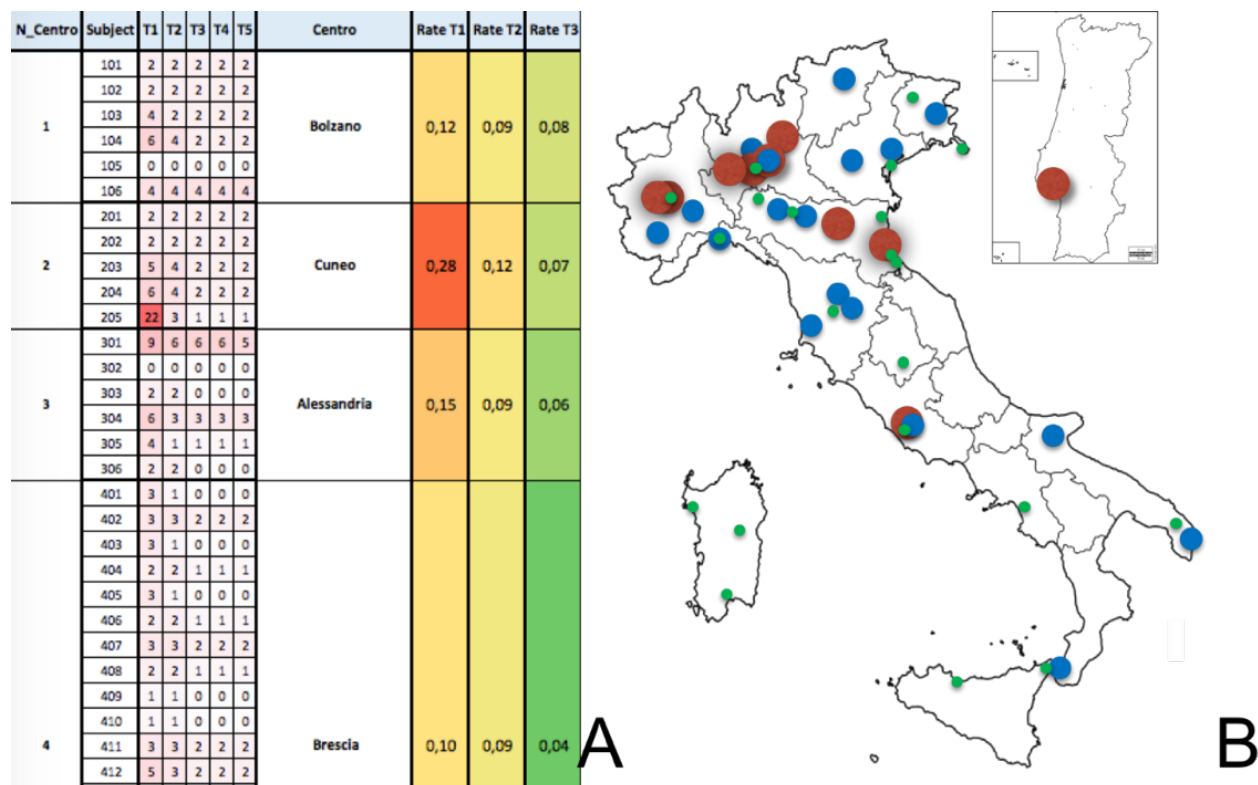 N_Centro Subject T1 T2 T3 T4 T5 Centro Rate T1 Rate T2 Rate T3
101 2 2 2 2 2
102 2 2 2 2 2
103 4 2 2 2 2
1 104 6 4 2 2 2 Bolzano 0,12 0,09 0,08
105 0 0 0 0 0
106 4 4 4 4 4
201 2 2 2 2 2
202 2 2 2 2 2
2 203 5 4 2 2 2 Cuneo 0,28 0,12 0,07
204 6 4 2 2 2
205 22 3 1 1 1
301 9 6 6 6 5
302 0 0 0 0 0
303 2 2 0 0 0
3 304 6 3 3 3 3 Alessandria 0,15 0,09 0,06
305 4 1 1 1 1
306 2 2 0 0 0
401 3 1 0 0 0
402 3 3 2 2 2
403 3 1 0 0 0
404 2 2 1 1 1
405 3 1 0 0 0
406 2 2 1 1 1
407 3 3 2 2 2
408 2 2 1 1 1
409 1 1 0 0 0
410 1 1 0 0 0
4 411 3 3 2 2 2 Brescia 0,10 0,09 0,04
412 5 3 2 2 2
A
B